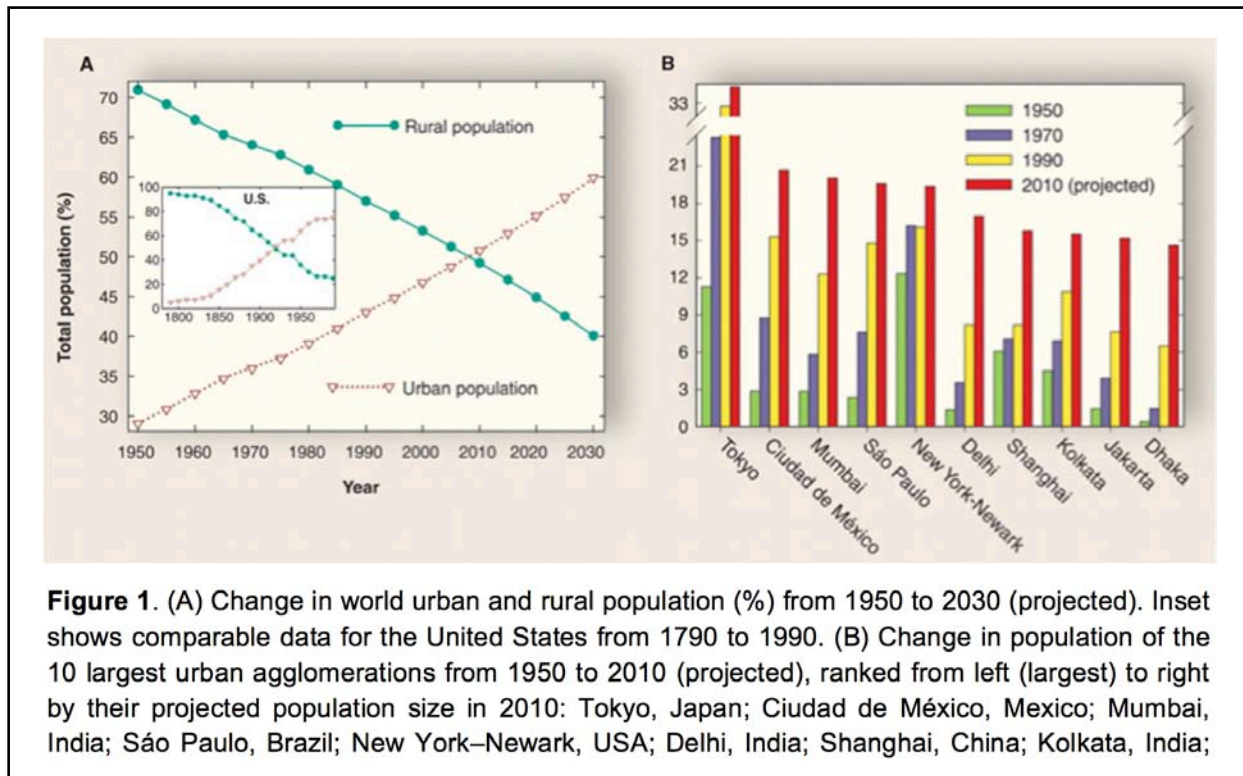 A
70
65
60
55
50
45
40
35
30
Total population (%)
Rural population
U.S.
100
80
60
40
20
0
1800 1850 1900 1950
Urban population
1950 1960 1970 1980 1990 2000 2010 2020 2030
Year
B
33
21
18
15
12
9
6
3
0
1950
1970
1990
2010 (projected)
Tokyo
Ciudad de México
Mumbai
Sáo Paulo
New York-Newark
Delhi
Shanghai
Kolkata
Jakarta
Dhaka
Figure 1. (A) Change in world urban and rural population (%) from 1950 to 2030 (projected). Inset
shows comparable data for the United States from 1790 to 1990. (B) Change in population of the
10 largest urban agglomerations from 1950 to 2010 (projected), ranked from left (largest) to right
by their projected population size in 2010: Tokyo, Japan; Ciudad de México, Mexico; Mumbai,
India; Sáo Paulo, Brazil; New York–Newark, USA; Delhi, India; Shanghai, China; Kolkata, India;